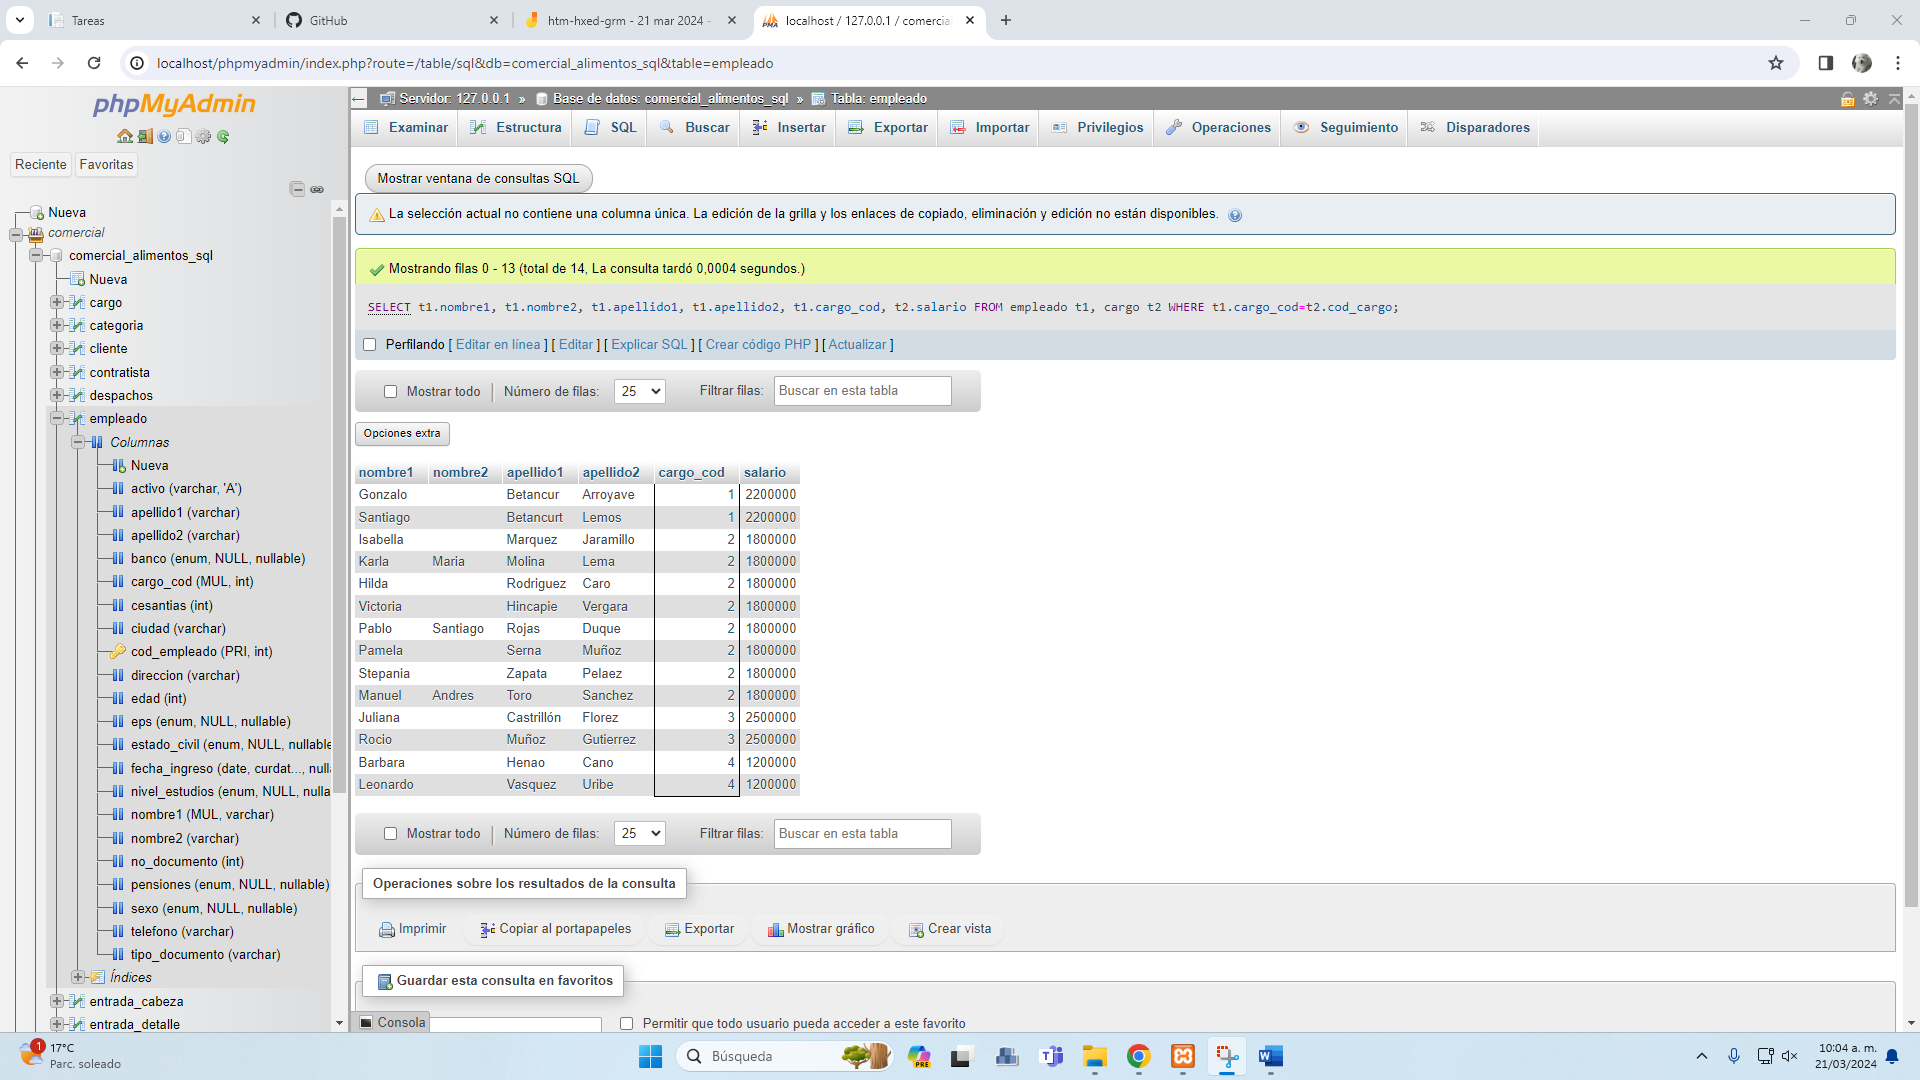 Tareas
GitHub
htm-hxed-grm - 21 mar 2024 -
localhost / 127.0.0.1 / comercia
localhost/phpmyadmin/index.php?route=/table/sql&db=comercial_alimentos_sql&table=empleado
phpMyAdmin
Reciente
Favoritas
Nueva
comercial
comercial_alimentos_sql
Nueva
cargo
categoria
cliente
contratista
despachos
empleado
Columnas
Nueva
activo (varchar, 'A')
apellido1 (varchar)
apellido2 (varchar)
banco (enum, NULL, nullable)
cargo_cod (MUL, int)
cesantias (int)
ciudad (varchar)
cod_empleado (PRI, int)
direccion (varchar)
edad (int)
eps (enum, NULL, nullable)
estado_civil (enum, NULL, nullable
fecha_ingreso (date, curdat..., null
nivel_estudios (enum, NULL, nulla
nombre1 (MUL, varchar)
nombre2 (varchar)
no_documento (int)
pensiones (enum, NULL, nullable)
sexo (enum, NULL, nullable)
telefono (varchar)
tipo_documento (varchar)
Índices
entrada_cabeza
entrada_detalle
Servidor: 127.0.0.1 » Base de datos: comercial_alimentos_sql » Tabla: empleado
Examinar Estructura SQL Buscar Insertar Exportar Importar Privilegios Operaciones Seguimiento Disparadores
Mostrar ventana de consultas SQL
La selección actual no contiene una columna única. La edición de la grilla y los enlaces de copiado, eliminación y edición no están disponibles.
Mostrando filas 0 - 13 (total de 14, La consulta tardó 0,0004 segundos.)
SELECT t1.nombre1, t1.nombre2, t1.apellido1, t1.apellido2, t1.cargo_cod, t2.salario FROM empleado t1, cargo t2 WHERE t1.cargo_cod=t2.cod_cargo;
Perfilando [ Editar en línea ] [ Editar ] [ Explicar SQL ] [ Crear código PHP ] [ Actualizar ]
Mostrar todo Número de filas: 25 Filtrar filas: Buscar en esta tabla
Opciones extra
nombre1 nombre2 apellido1 apellido2 cargo_cod salario
Gonzalo Betancur Arroyave 1 2200000
Santiago Betancurt Lemos 1 2200000
Isabella Marquez Jaramillo 2 1800000
Karla Maria Molina Lema 2 1800000
Hilda Rodriguez Caro 2 1800000
Victoria Hincapie Vergara 2 1800000
Pablo Santiago Rojas Duque 2 1800000
Pamela Serna Muñoz 2 1800000
Stepania Zapata Pelaez 2 1800000
Manuel Andres Toro Sanchez 2 1800000
Juliana Castrillón Florez 3 2500000
Rocio Muñoz Gutierrez 3 2500000
Barbara Henao Cano 4 1200000
Leonardo Vasquez Uribe 4 1200000
Mostrar todo Número de filas: 25 Filtrar filas: Buscar en esta tabla
Operaciones sobre los resultados de la consulta
Imprimir Copiar al portapapeles Exportar Mostrar gráfico Crear vista
Guardar esta consulta en favoritos
Consola
Permitir que todo usuario pueda acceder a este favorito
1
17°C
Parc. soleado
Búsqueda
PRE
10:04 a. m.
21/03/2024